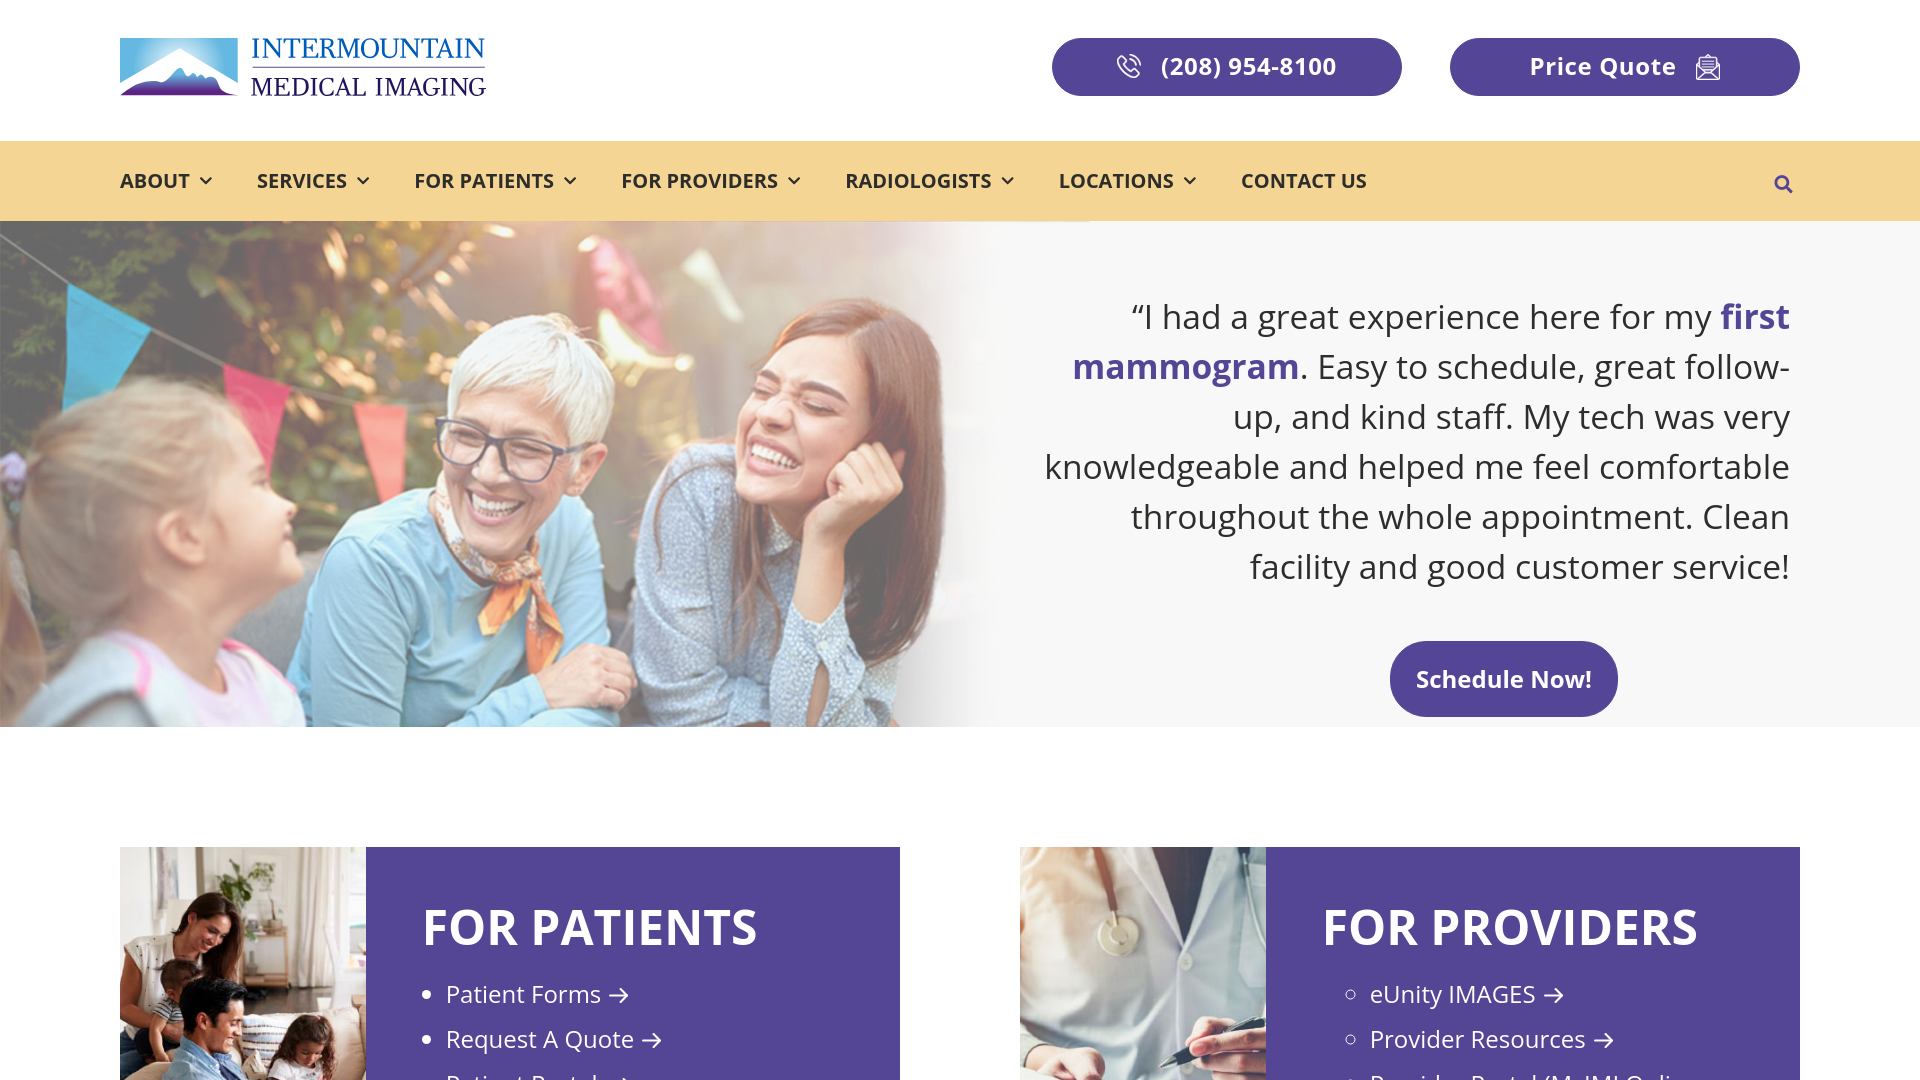 INTERMOUNTAIN
MEDICAL IMAGING
(208) 954-8100
Price Quote
ABOUT
SERVICES
FOR PATIENTS
FOR PROVIDERS
RADIOLOGISTS
LOCATIONS
CONTACT US
“I had a great experience here for my first
mammogram. Easy to schedule, great follow-
up, and kind staff. My tech was very
knowledgeable and helped me feel comfortable
throughout the whole appointment. Clean
facility and good customer service!
Schedule Now!
FOR PATIENTS
Patient Forms
Request A Quote
FOR PROVIDERS
eUnity IMAGES
Provider Resources